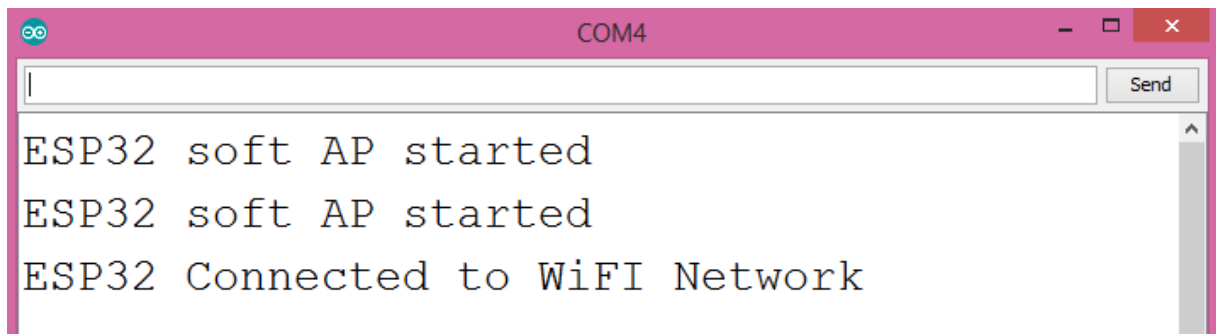 COM4
Send
ESP32 soft AP started
ESP32 soft AP started
ESP32 Connected to WiFI Network